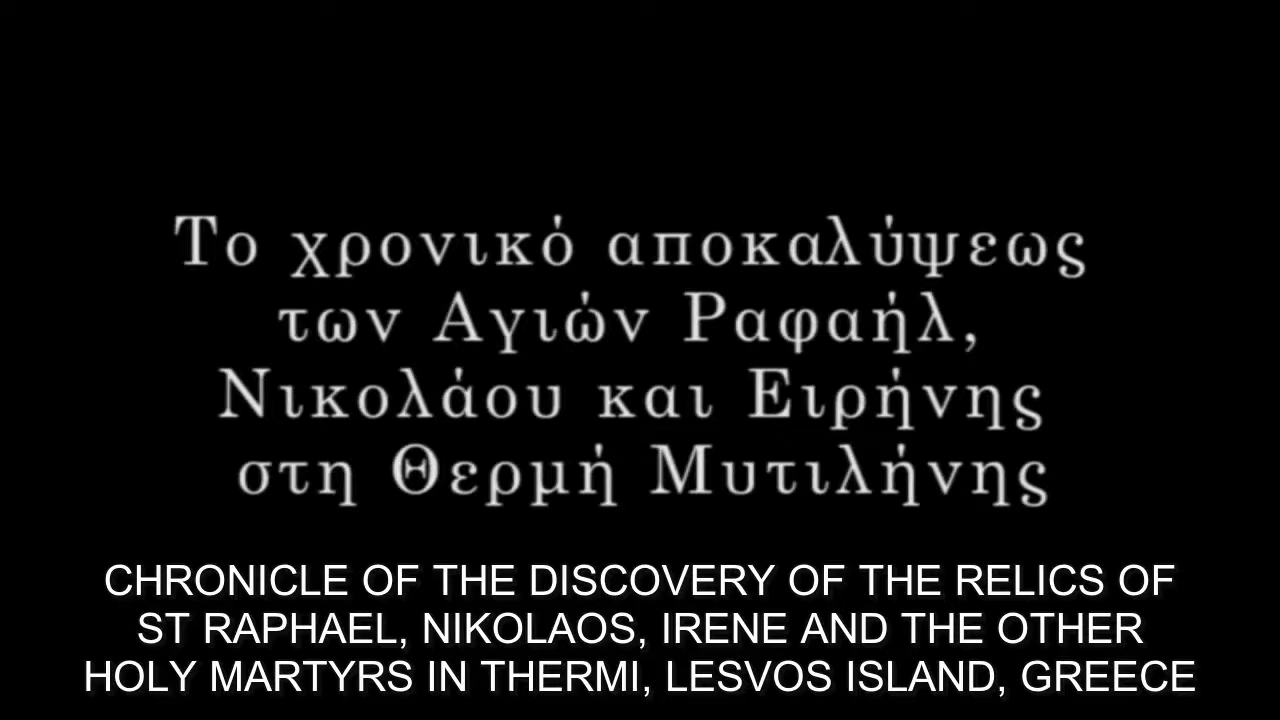 Το χρονικό αποκαλύψεως
των Αγιών Ραφαήλ,
Νικολάου και Ειρήνης
στη Θερμή Μυτιλήνης
CHRONICLE OF THE DISCOVERY OF THE RELICS OF
ST RAPHAEL, NIKOLAOS, IRENE AND THE OTHER
HOLY MARTYRS IN THERMI, LESVOS ISLAND, GREECE